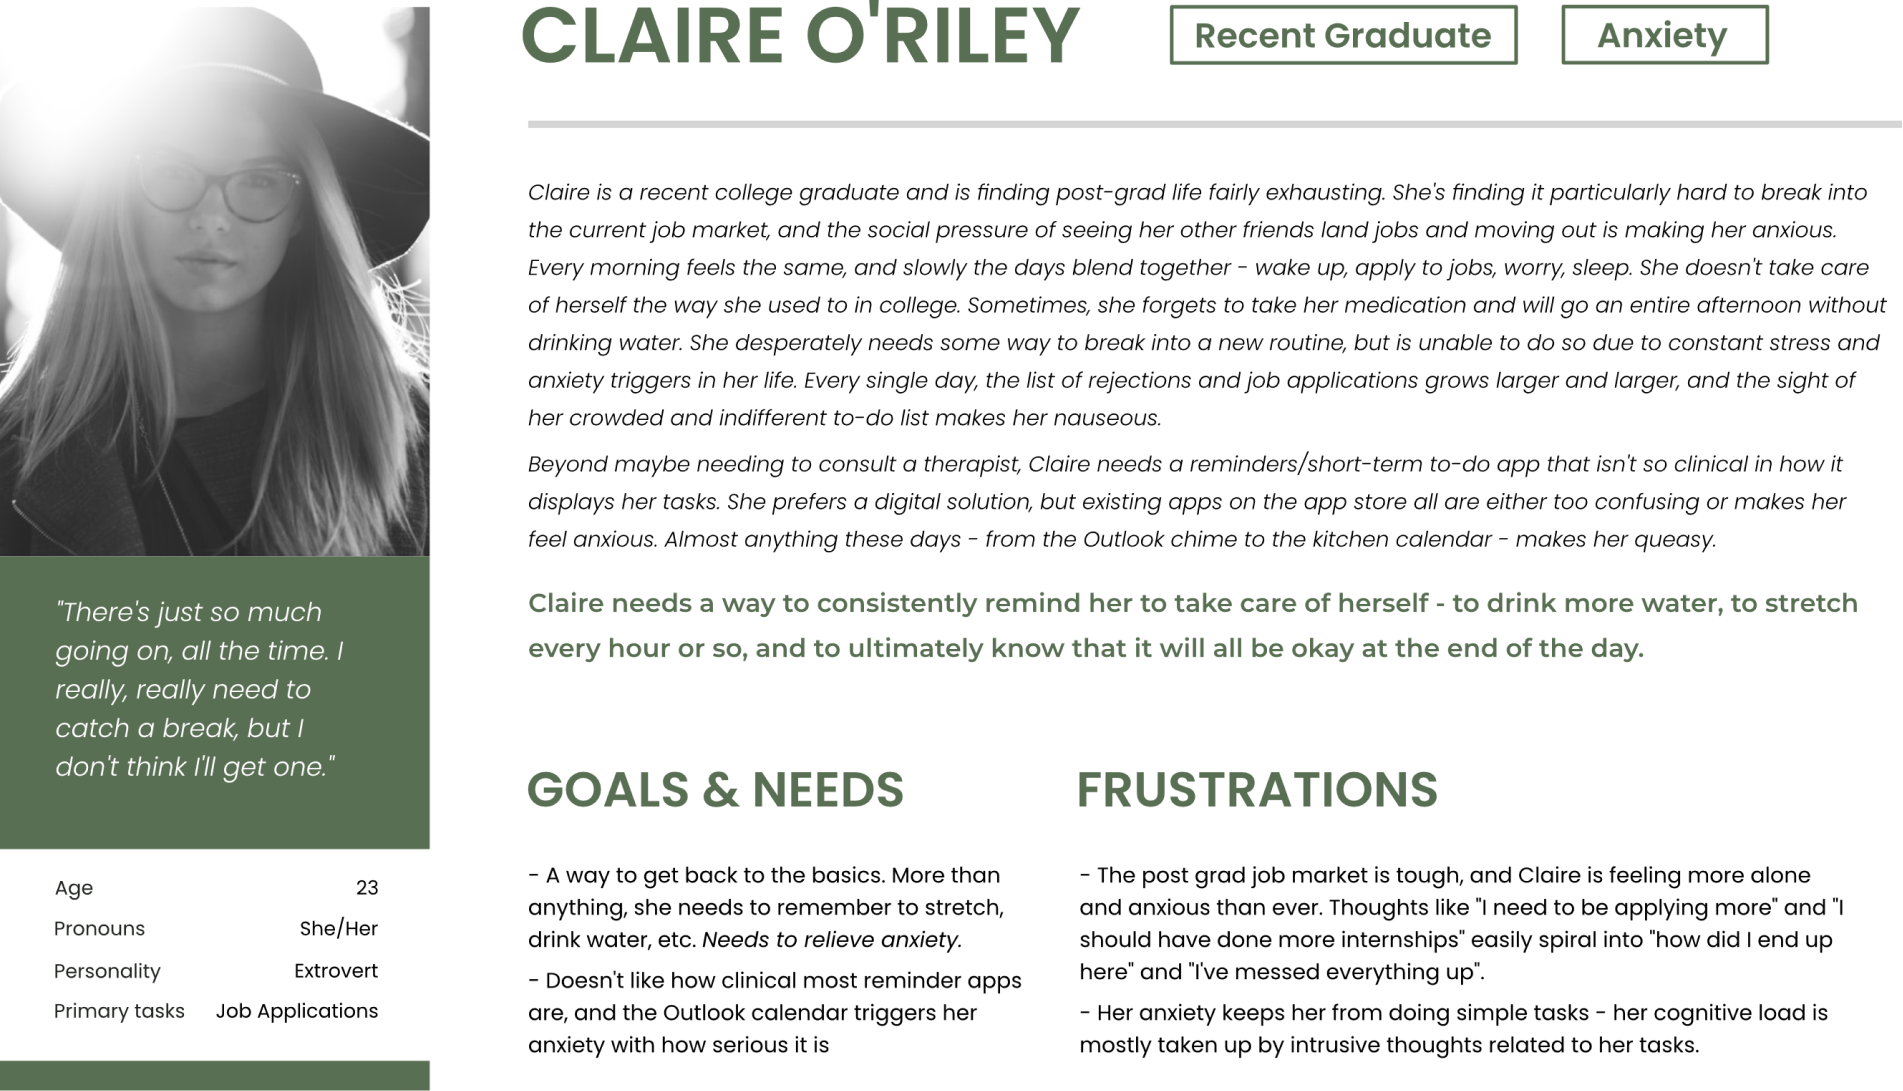 CLAIRE O'RILEY
Recent Graduate
Anxiety
Claire is a recent college graduate and is finding post-grad life fairly exhausting. She's finding it particularly hard to break into
the current job market, and the social pressure of seeing her other friends land jobs and moving out is making her anxious.
Every morning feels the same, and slowly the days blend together - wake up, apply to jobs, worry, sleep. She doesn't take care
of herself the way she used to in college. Sometimes, she forgets to take her medication and will go an entire afternoon without
drinking water. She desperately needs some way to break into a new routine, but is unable to do so due to constant stress and
anxiety triggers in her life. Every single day, the list of rejections and job applications grows larger and larger, and the sight of
her crowded and indifferent to-do list makes her nauseous.
Beyond maybe needing to consult a therapist, Claire needs a reminders/short-term to-do app that isn't so clinical in how it
displays her tasks. She prefers a digital solution, but existing apps on the app store all are either too confusing or makes her
feel anxious. Almost anything these days - from the Outlook chime to the kitchen calendar - makes her queasy.
Claire needs a way to consistently remind her to take care of herself - to drink more water, to stretch
every hour or so, and to ultimately know that it will all be okay at the end of the day.
"There's just so much
going on, all the time. I
really, really need to
catch a break, but I
don't think I'll get one."
Age 23
Pronouns She/Her
Personality Extrovert
Primary tasks Job Applications
GOALS & NEEDS
- A way to get back to the basics. More than
anything, she needs to remember to stretch,
drink water, etc. Needs to relieve anxiety.
- Doesn't like how clinical most reminder apps
are, and the Outlook calendar triggers her
anxiety with how serious it is
FRUSTRATIONS
- The post grad job market is tough, and Claire is feeling more alone
and anxious than ever. Thoughts like "I need to be applying more" and "I
should have done more internships" easily spiral into "how did I end up
here" and "I've messed everything up".
- Her anxiety keeps her from doing simple tasks - her cognitive load is
mostly taken up by intrusive thoughts related to her tasks.